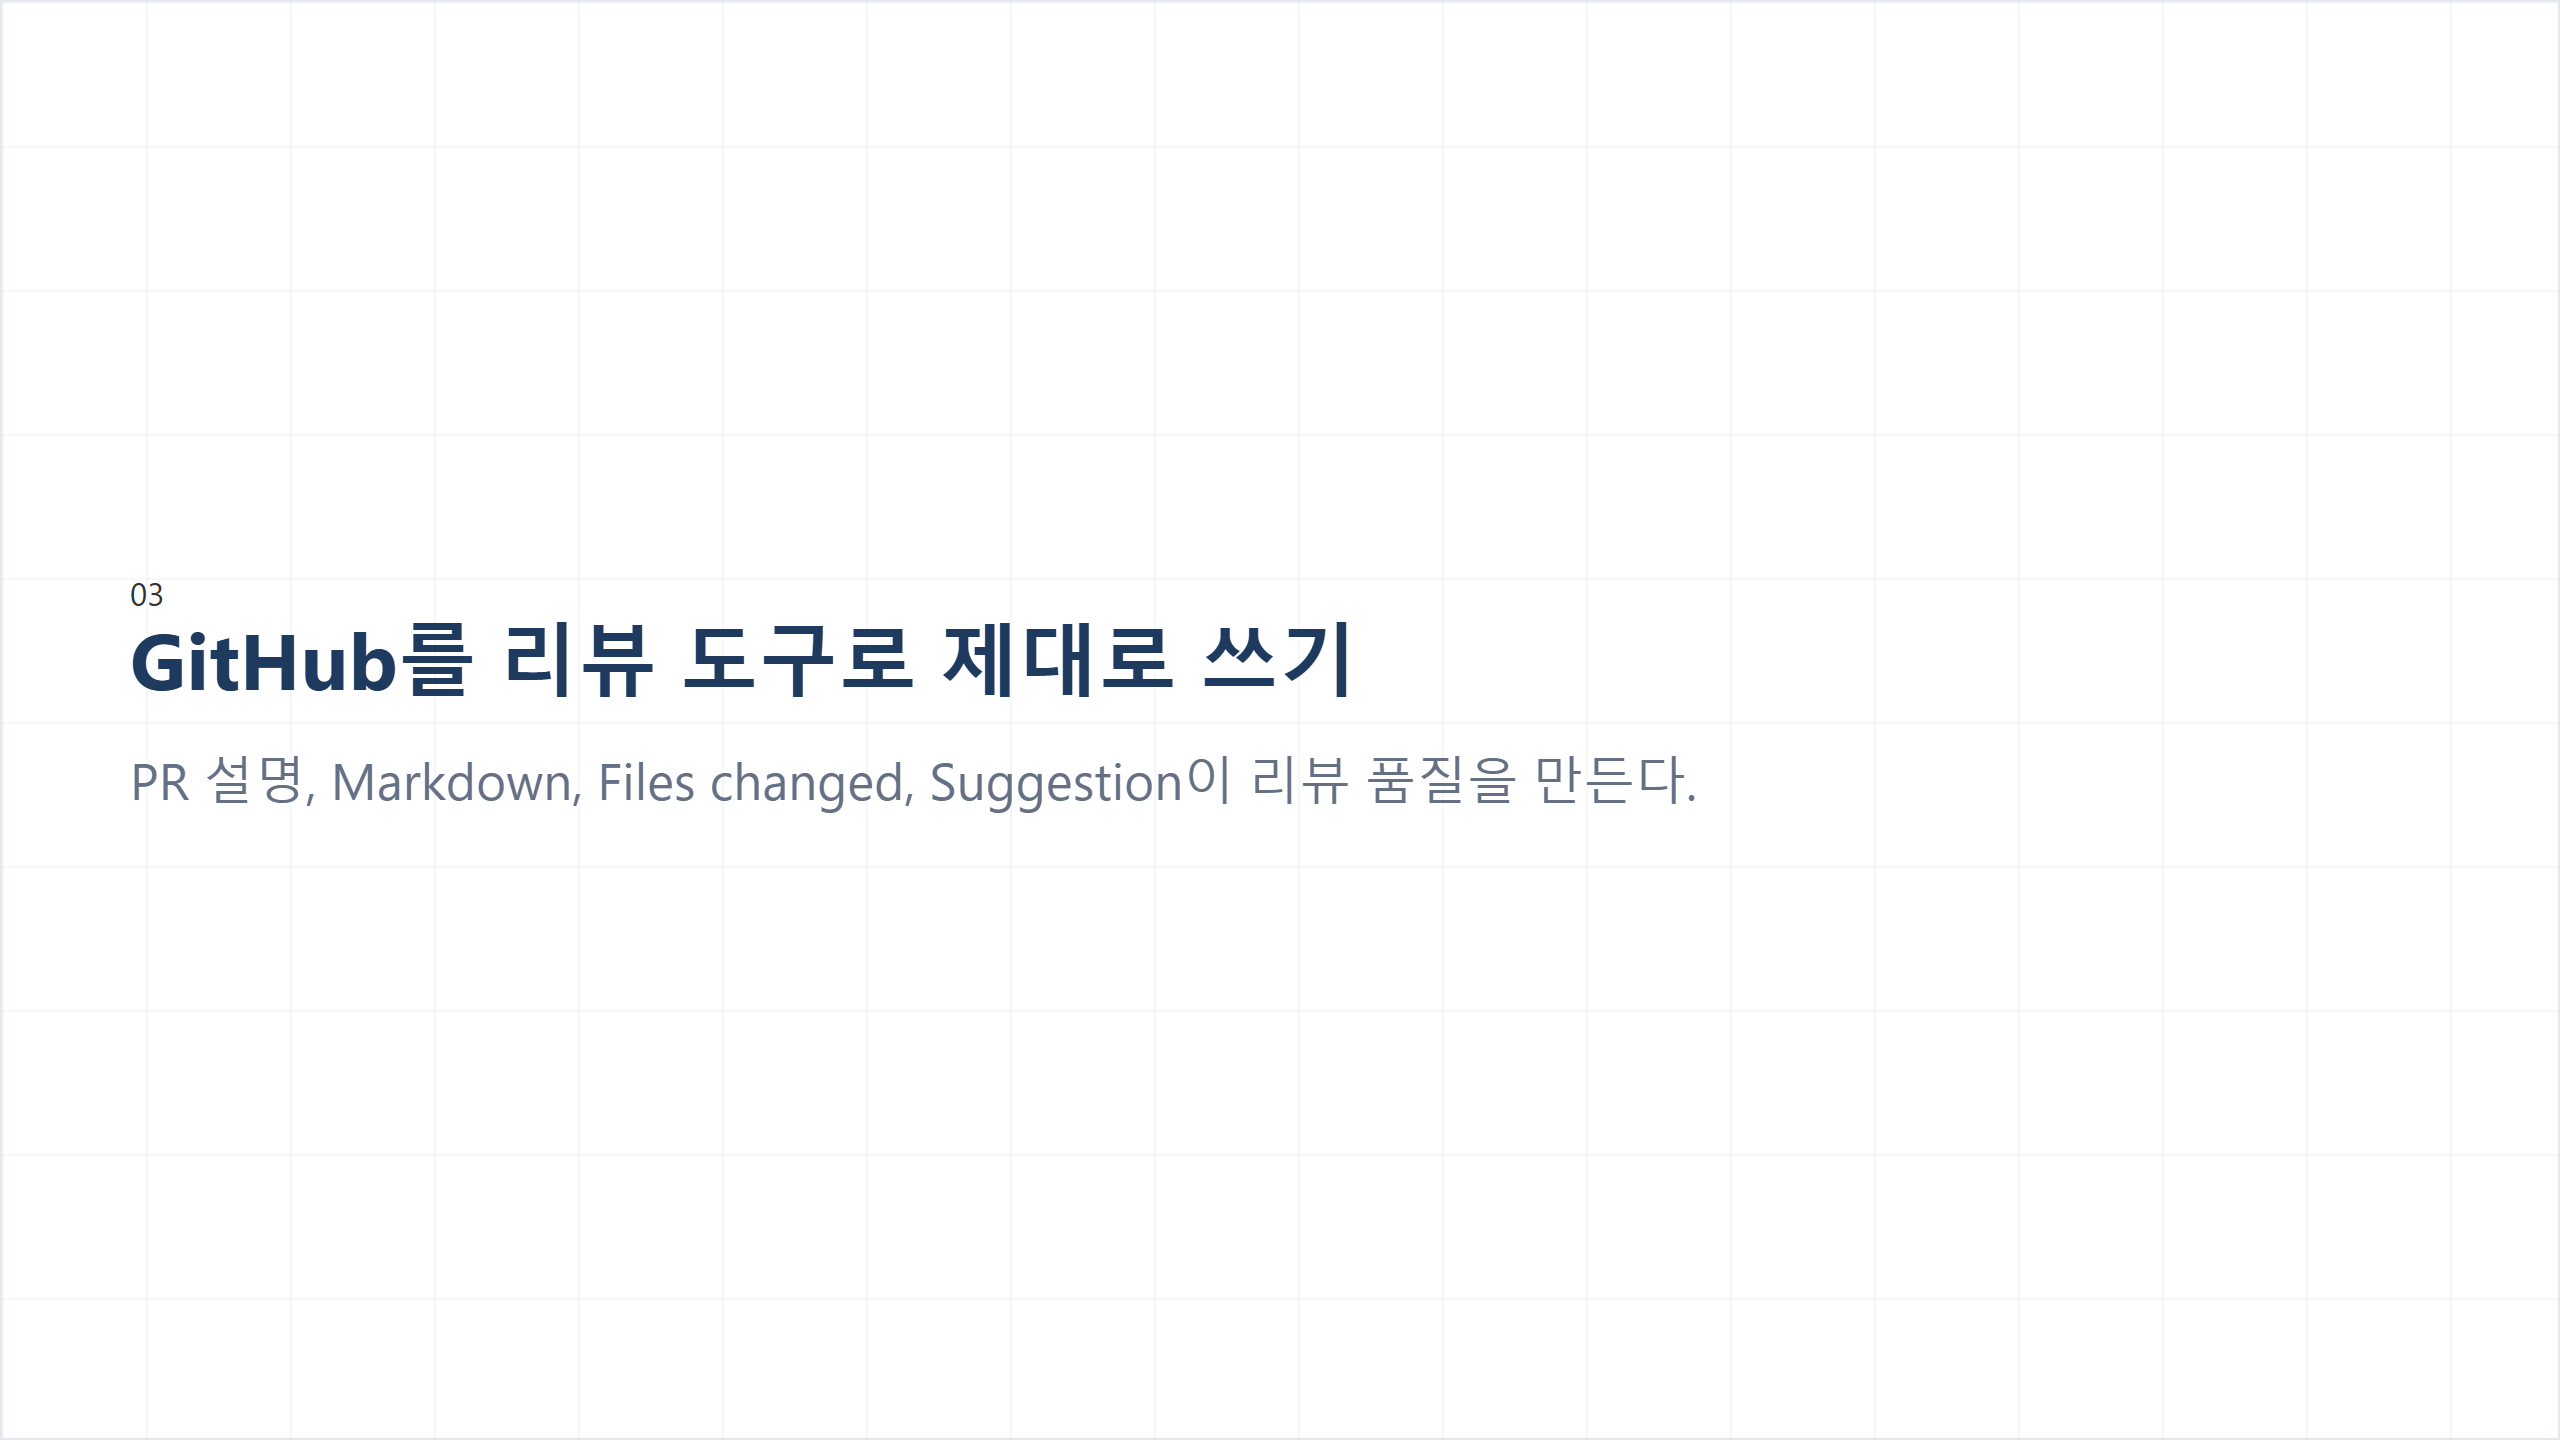 03
GitHub를 리뷰 도구로 제대로 쓰기
PR 설명, Markdown, Files changed, Suggestion이 리뷰 품질을 만든다.